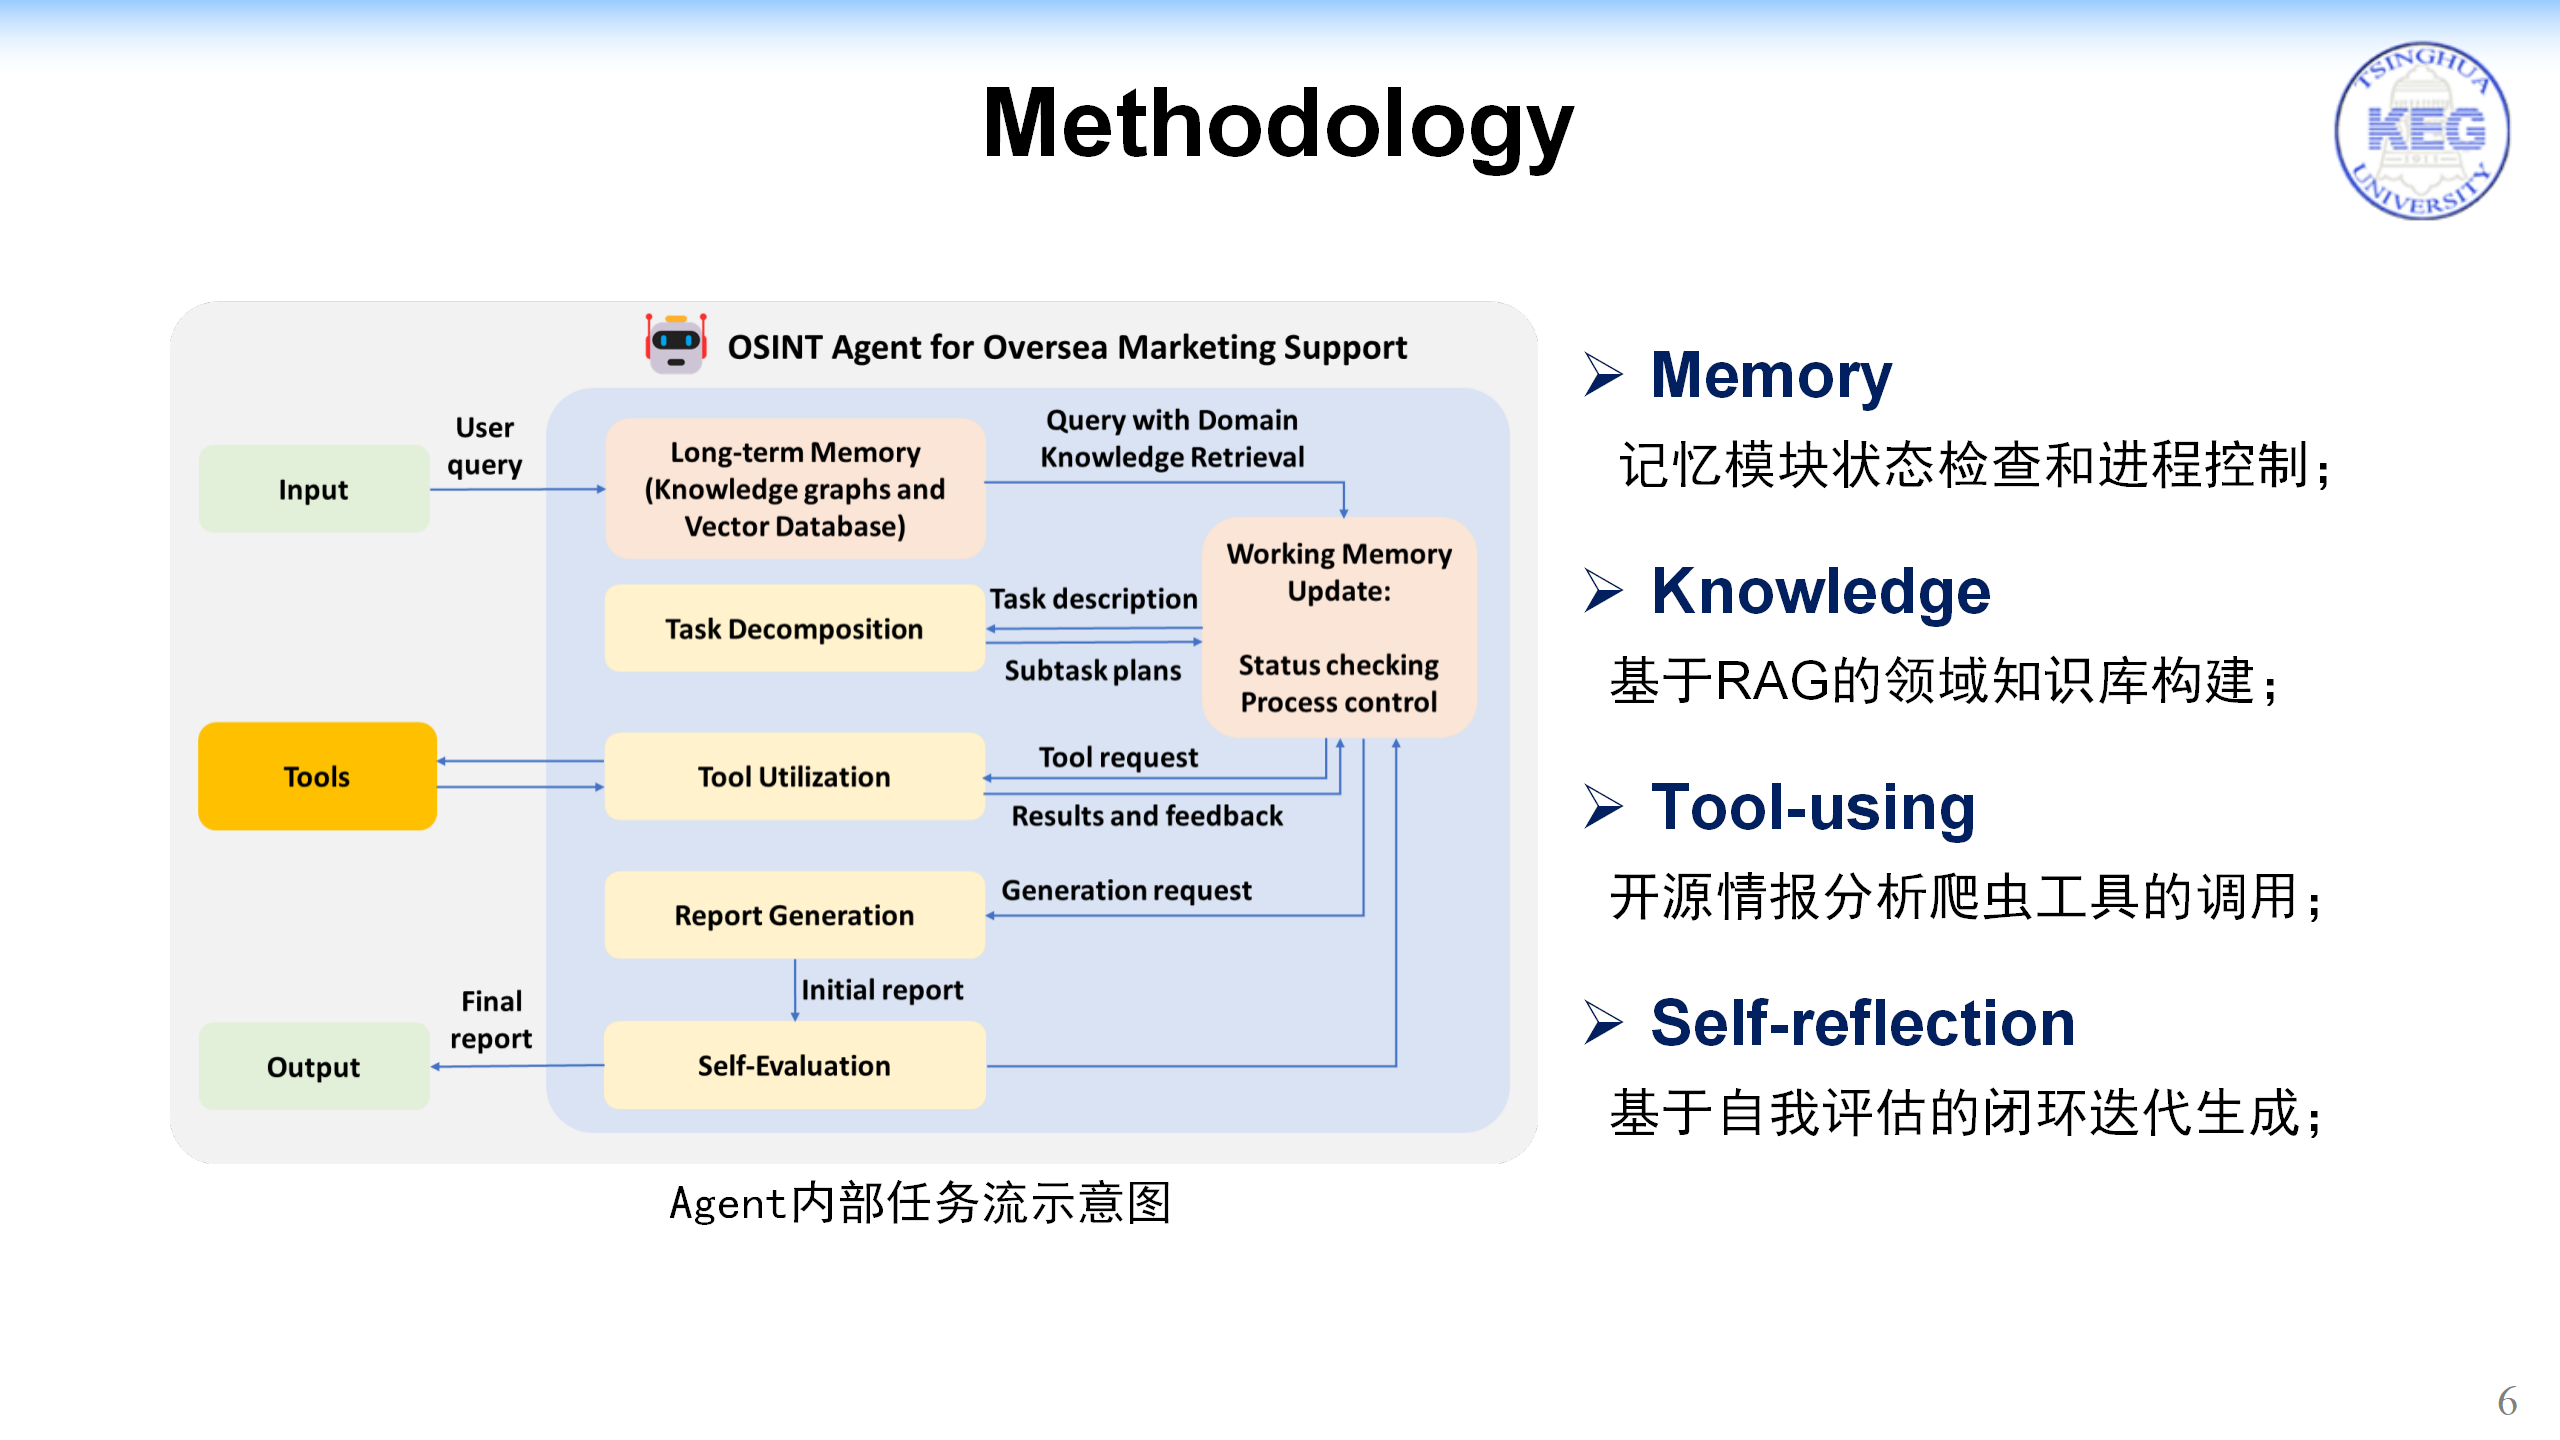 Methodology
TSINGHUA
KEG
1911
UNIVERSITY
OSINT Agent for Oversea Marketing Support
Input
User
query
Long-term Memory
(Knowledge graphs and
Vector Database)
Query with Domain
Knowledge Retrieval
Working Memory
Update:
Status checking
Process control
Task Decomposition
Task description
Subtask plans
Tools
Tool Utilization
Tool request
Results and feedback
Report Generation
Generation request
Initial report
Final
report
Output
Self-Evaluation
Agent内部任务流示意图
➢ Memory
记忆模块状态检查和进程控制；
➢ Knowledge
基于RAG的领域知识库构建；
➢ Tool-using
开源情报分析爬虫工具的调用；
➢ Self-reflection
基于自我评估的闭环迭代生成；
6